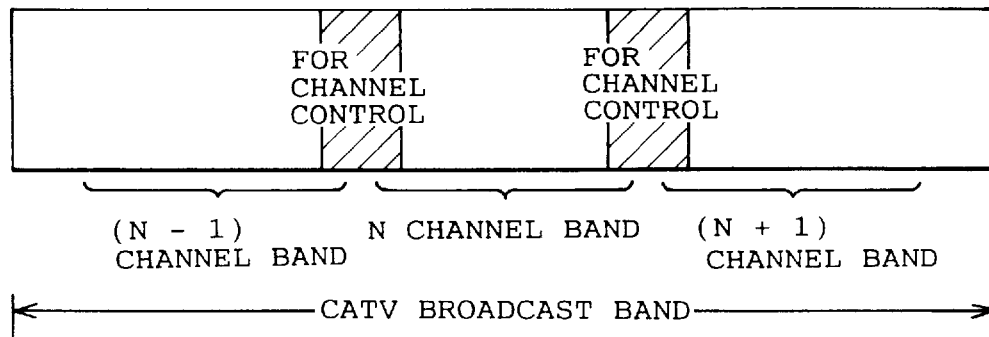 FOR
CHANNEL
CONTROL
FOR
CHANNEL
CONTROL
(N - 1)
CHANNEL BAND
N CHANNEL BAND
(N + 1)
CHANNEL BAND
CATV BROADCAST BAND